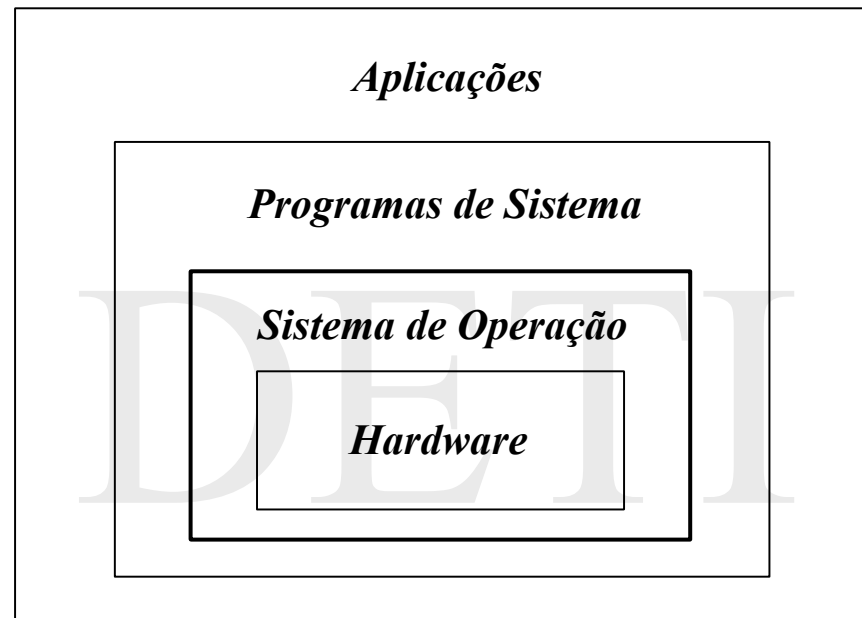 Aplicações
Programas de Sistema
Sistema de Operação
Hardware
DETI